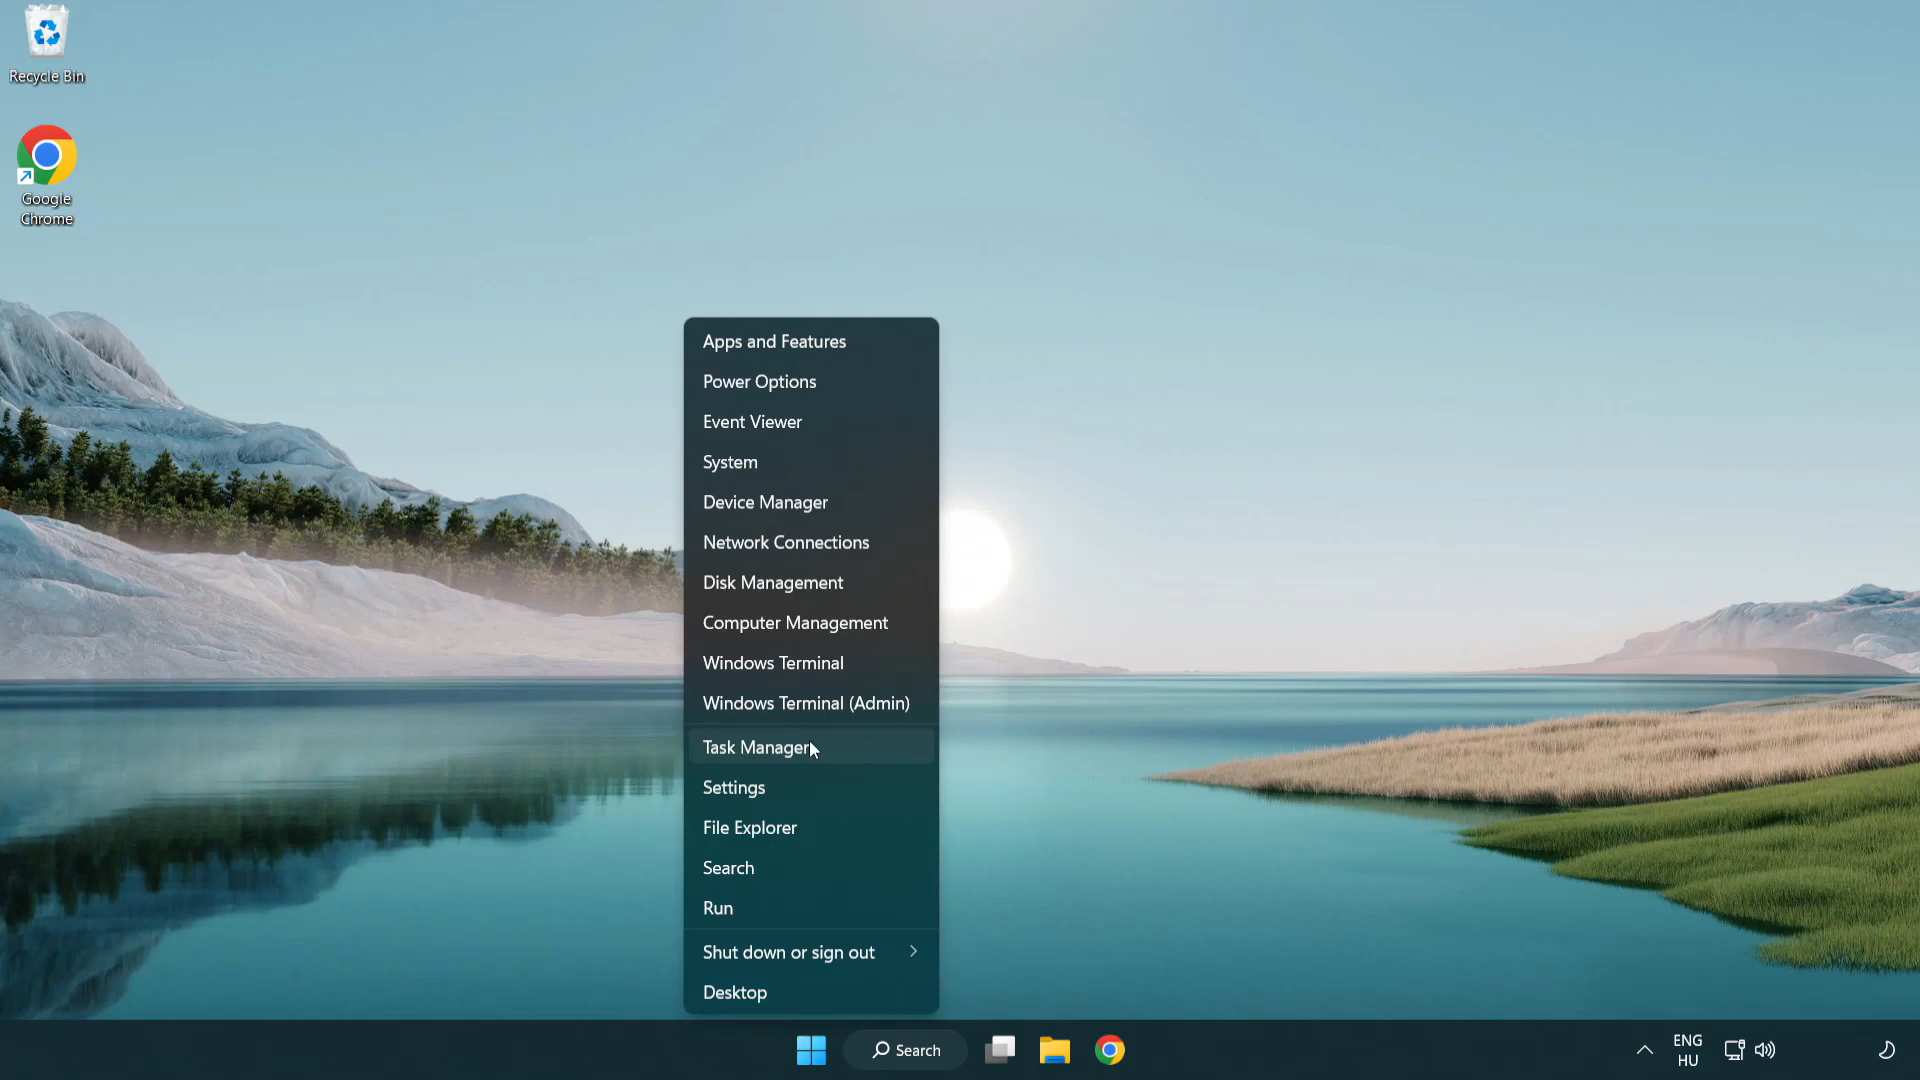 Recycle Bin
Google
Chrome
Apps and Features
Power Options
Event Viewer
System
Device Manager
Network Connections
Disk Management
Computer Management
Windows Terminal
Windows Terminal (Admin)
Task Manager
Settings
File Explorer
Search
Run
Shut down or sign out
Desktop
Search
ENG
HU